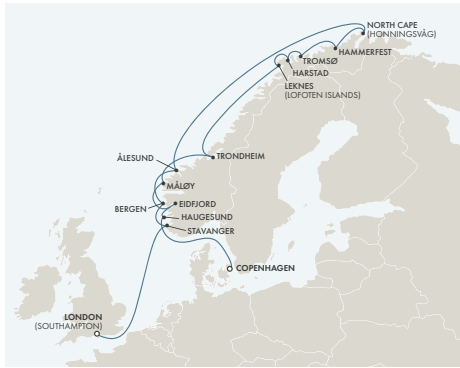 NORTH CAPE
(HONNINGSVÅG)
HAMMERFEST
TROMSØ
HARSTAD
LEKNES
(LOFOTEN ISLANDS)
TRONDHEIM
ÅLESUND
MÅLØY
BERGEN
EIDFJORD
HAUGESUND
STAVANGER
COPENHAGEN
LONDON
(SOUTHAMPTON)